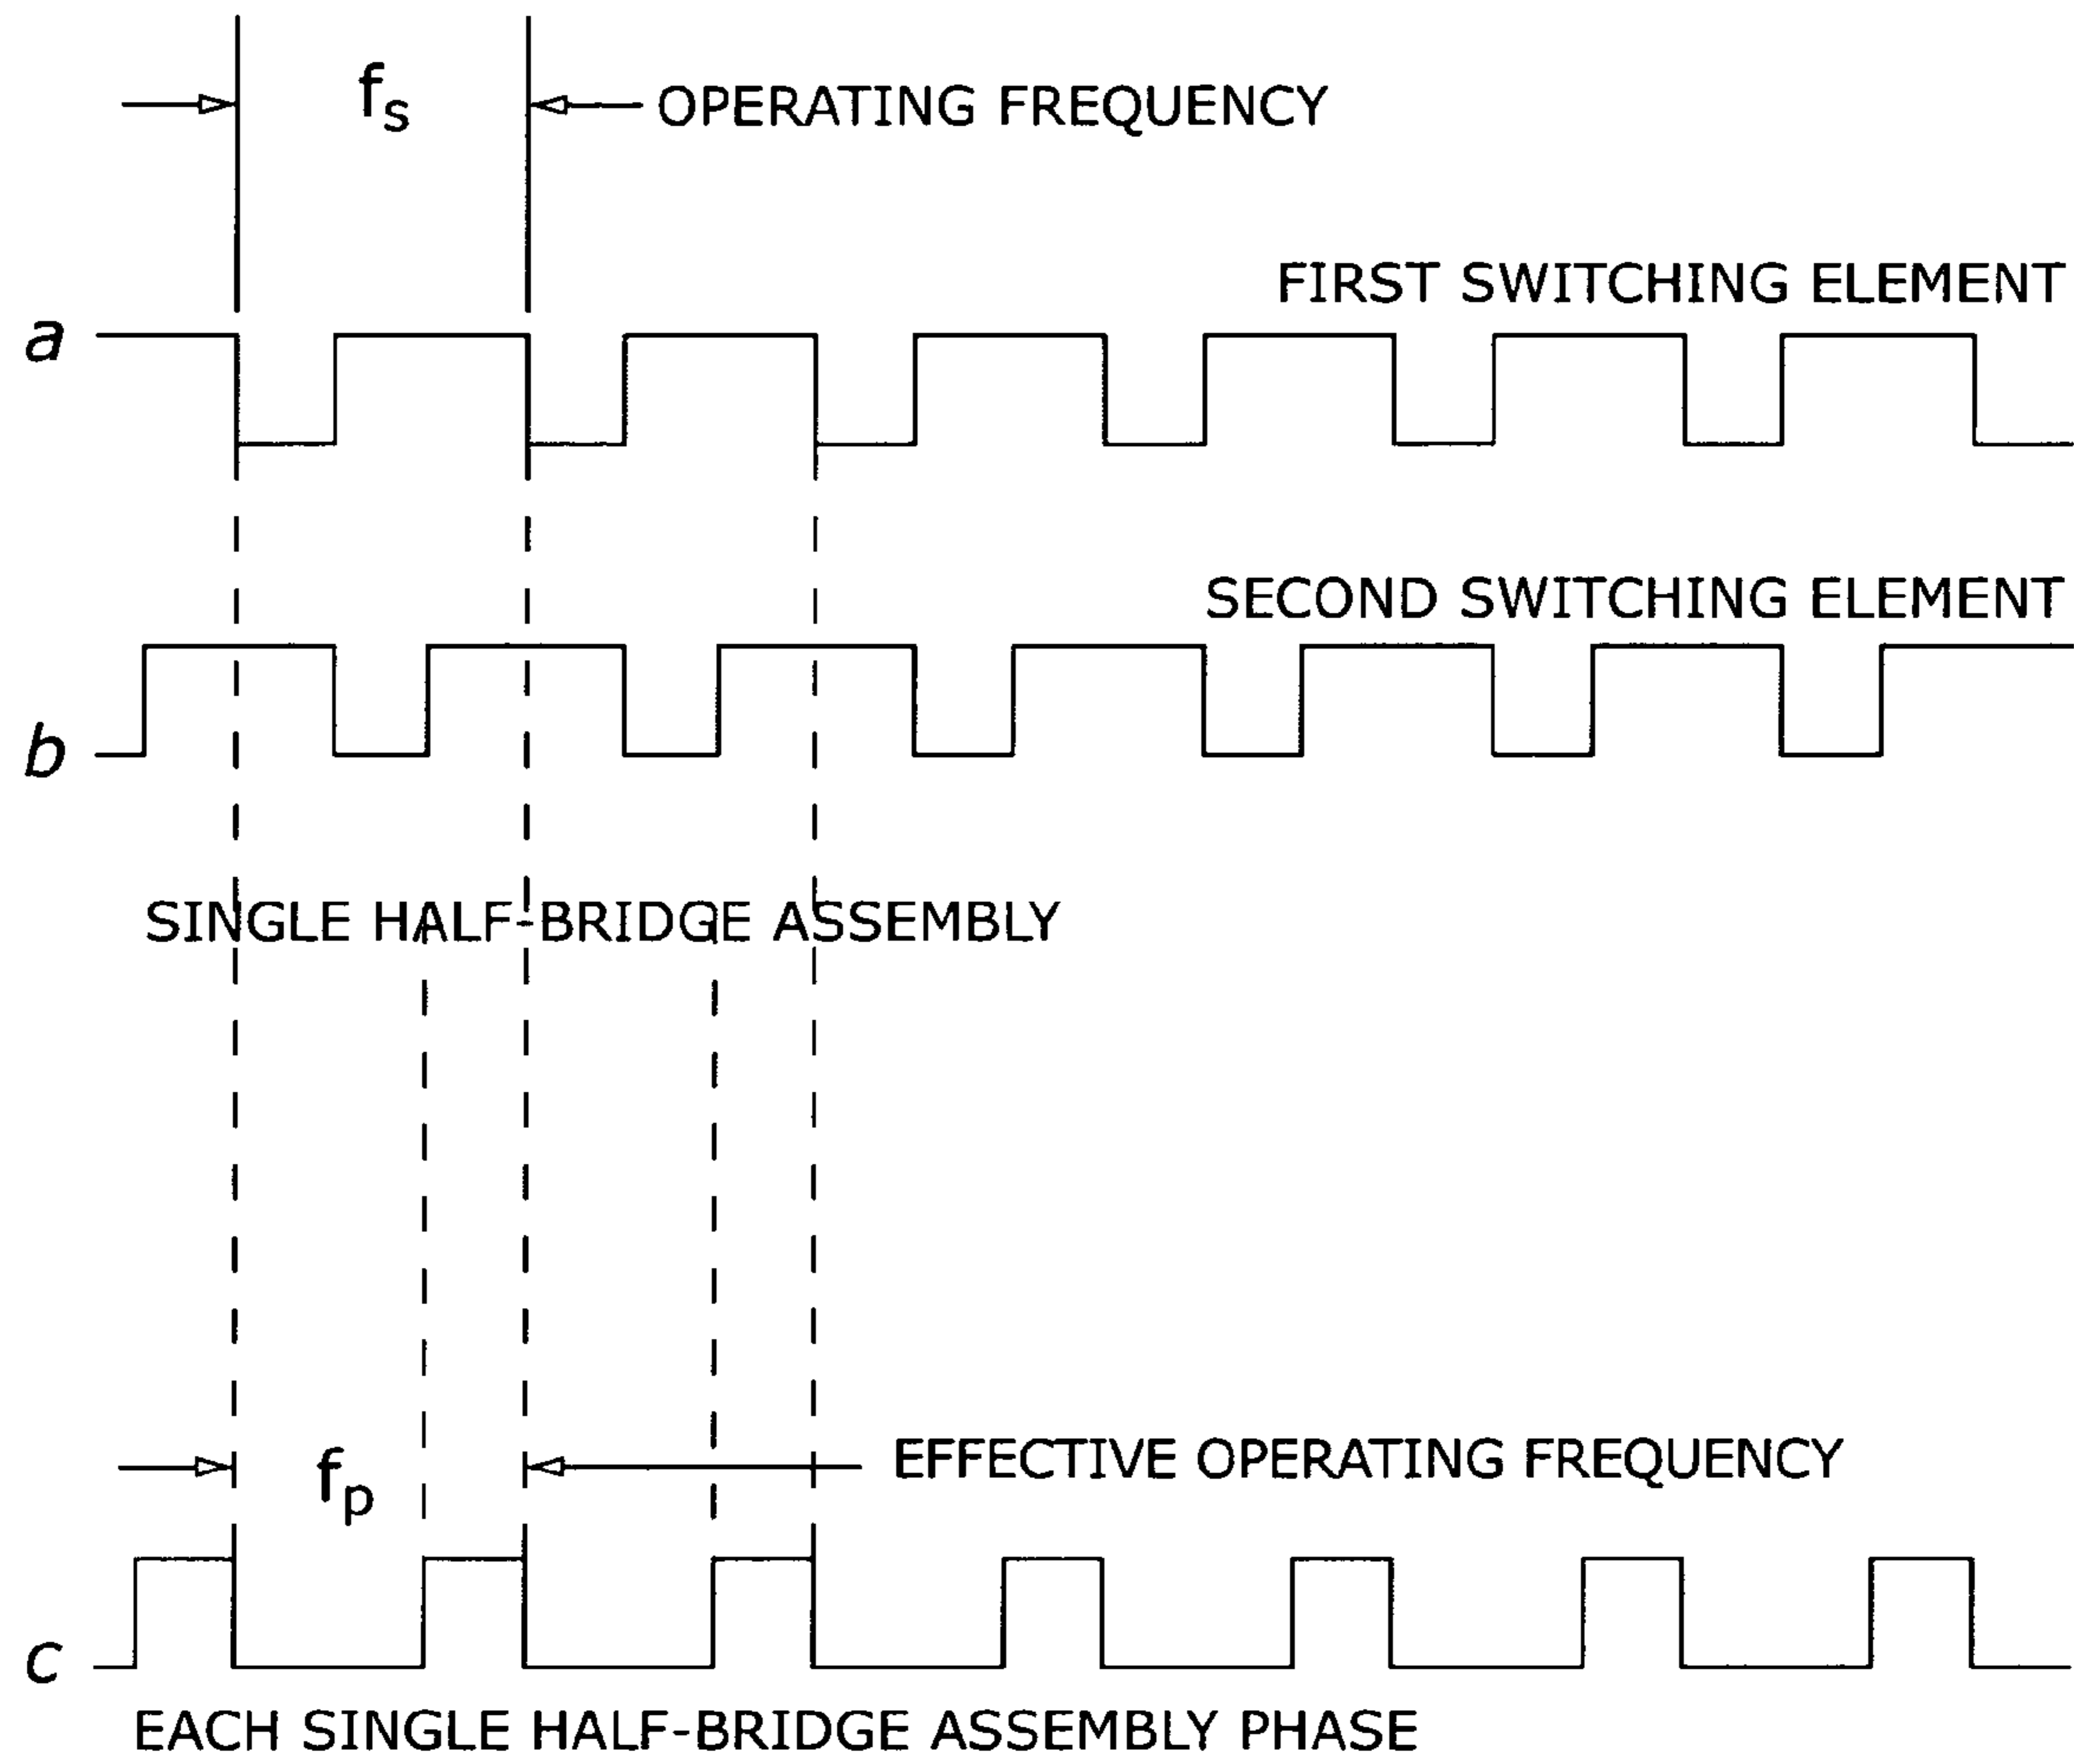 fs
OPERATING FREQUENCY
FIRST SWITCHING ELEMENT
a
SECOND SWITCHING ELEMENT
b
SINGLE HALF-BRIDGE ASSEMBLY
fp
EFFECTIVE OPERATING FREQUENCY
c
EACH SINGLE HALF-BRIDGE ASSEMBLY PHASE